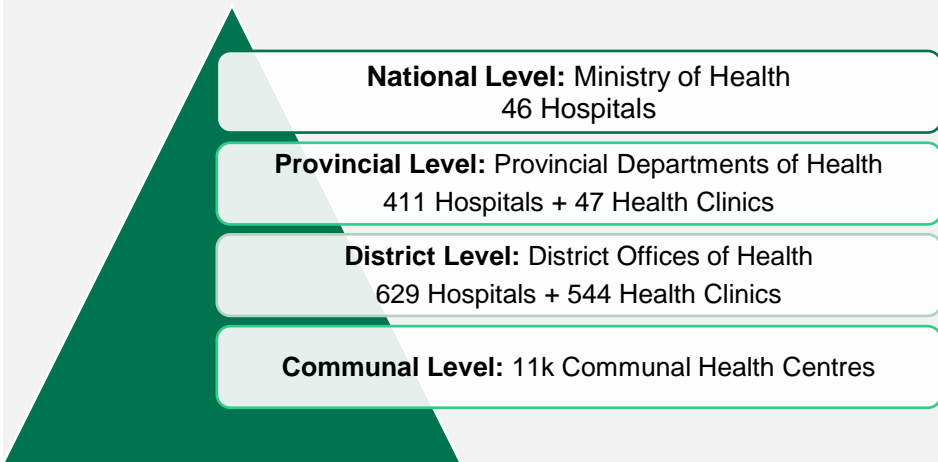 National Level: Ministry of Health
46 Hospitals
Provincial Level: Provincial Departments of Health
411 Hospitals + 47 Health Clinics
District Level: District Offices of Health
629 Hospitals + 544 Health Clinics
Communal Level: 11k Communal Health Centres